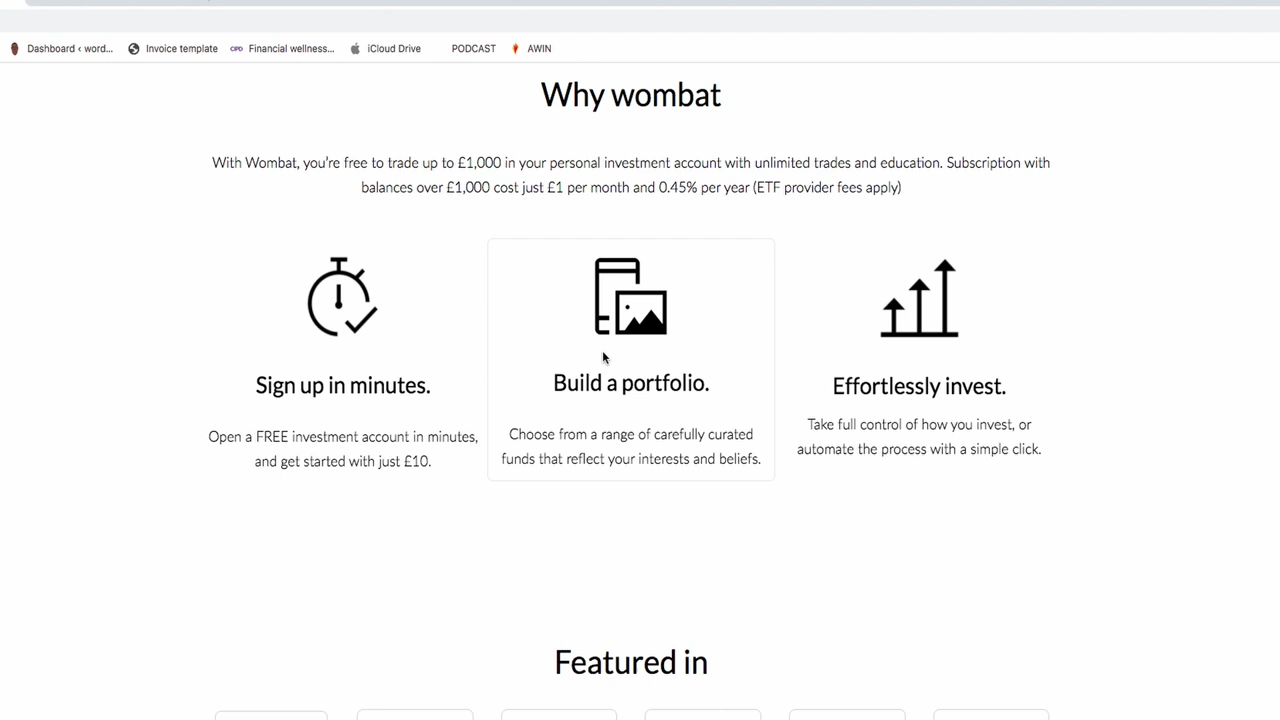 Dashboard ‹ word...
Invoice template
CIPD
Financial wellness...
iCloud Drive
PODCAST
AWIN
Why wombat
With Wombat, you're free to trade up to £1,000 in your personal investment account with unlimited trades and education. Subscription with
balances over £1,000 cost just £1 per month and 0.45% per year (ETF provider fees apply)
Sign up in minutes.
Open a FREE investment account in minutes,
and get started with just £10.
Build a portfolio.
Choose from a range of carefully curated
funds that reflect your interests and beliefs.
Effortlessly invest.
Take full control of how you invest, or
automate the process with a simple click.
Featured in